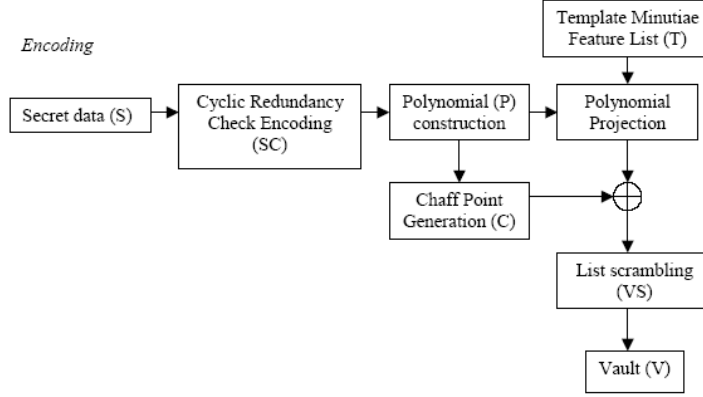 Encoding
Template Minutiae
Feature List (T)
Secret data (S)
Cyclic Redundancy
Check Encoding
(SC)
Polynomial (P)
construction
Polynomial
Projection
Chaff Point
Generation (C)
List scrambling
(VS)
Vault (V)